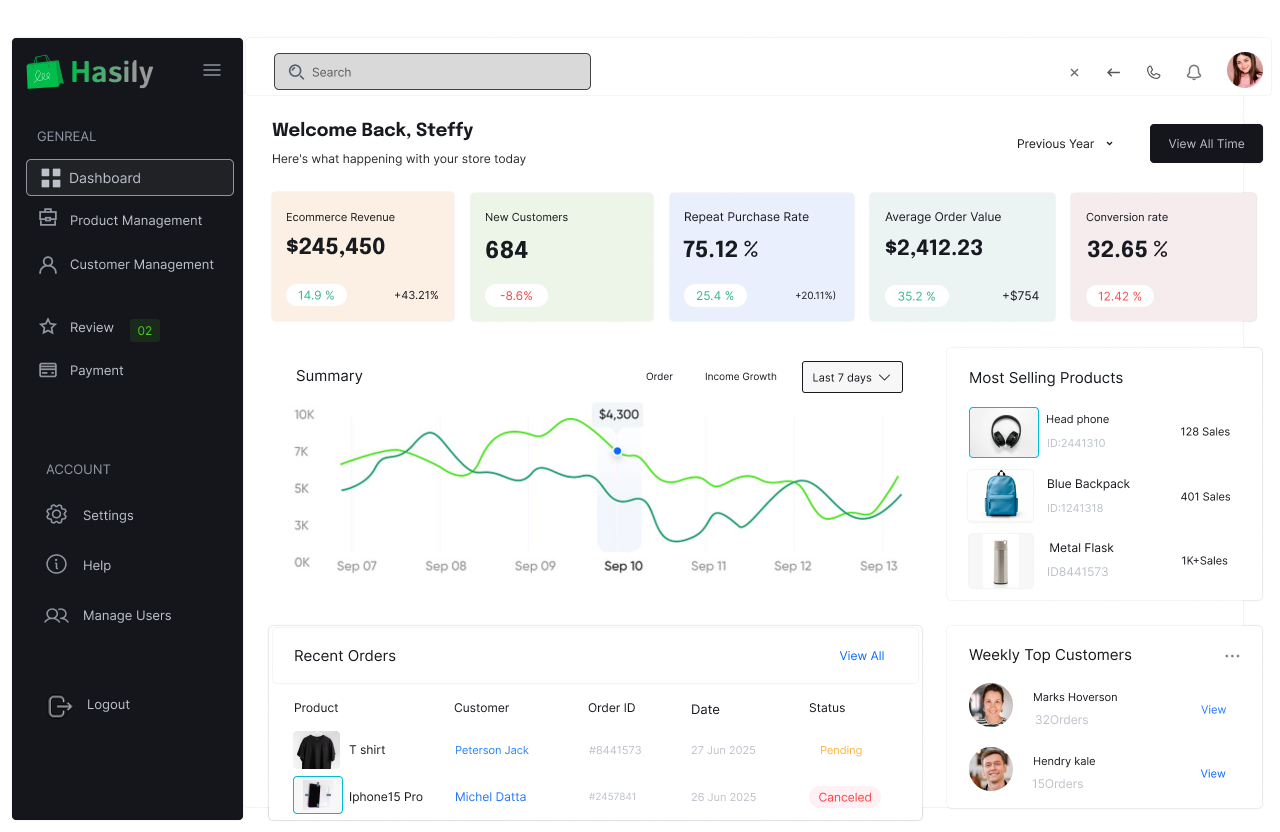 Hasily
Search
GENREAL
Dashboard
Product Management
Customer Management
Review 02
Payment
ACCOUNT
Settings
Help
Manage Users
Logout
Welcome Back, Steffy
Here's what happening with your store today
Previous Year
View All Time
Ecommerce Revenue
$245,450
14.9 % +43.21%
New Customers
684
-8.6%
Repeat Purchase Rate
75.12 %
25.4 % +20.11%)
Average Order Value
$2,412.23
35.2 % +$754
Conversion rate
32.65 %
12.42 %
Summary Order Income Growth Last 7 days
10K
7K
5K
3K
0K
$4,300
Sep 07 Sep 08 Sep 09 Sep 10 Sep 11 Sep 12 Sep 13
Most Selling Products
Head phone
ID:2441310
128 Sales
Blue Backpack
ID:1241318
401 Sales
Metal Flask
ID8441573
1K+Sales
Recent Orders View All
Product Customer Order ID Date Status
T shirt Peterson Jack #8441573 27 Jun 2025 Pending
Iphone15 Pro Michel Datta #2457841 26 Jun 2025 Canceled
Weekly Top Customers
Marks Hoverson
32Orders
View
Hendry kale
15Orders
View